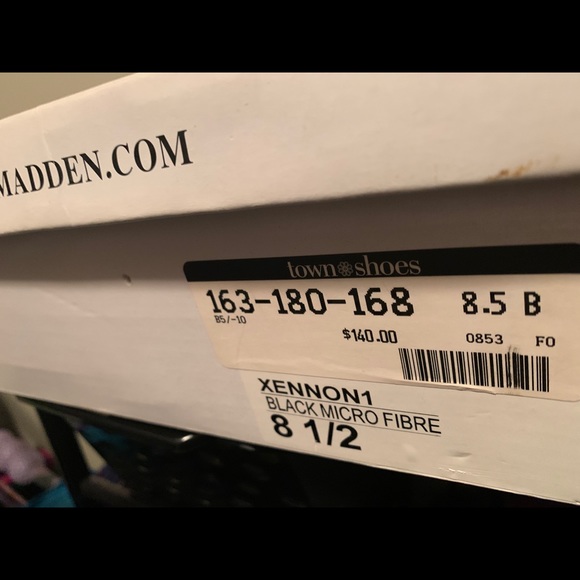 MADDEN.COM
town shoes
163-180-168 8.5 B
85/-10
$140.00 0853 F0
XENNON1
BLACK MICRO FIBRE
8 1/2